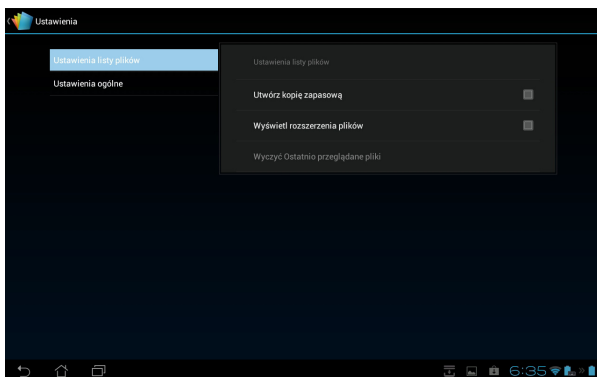 Ustawienia
Ustawienia listy plików
Ustawienia ogólne
Ustawienia listy plików
Utwórz kopię zapasową
Wyświetl rozszerzenia plików
Wyczyć Ostatnio przeglądane pliki
6:35